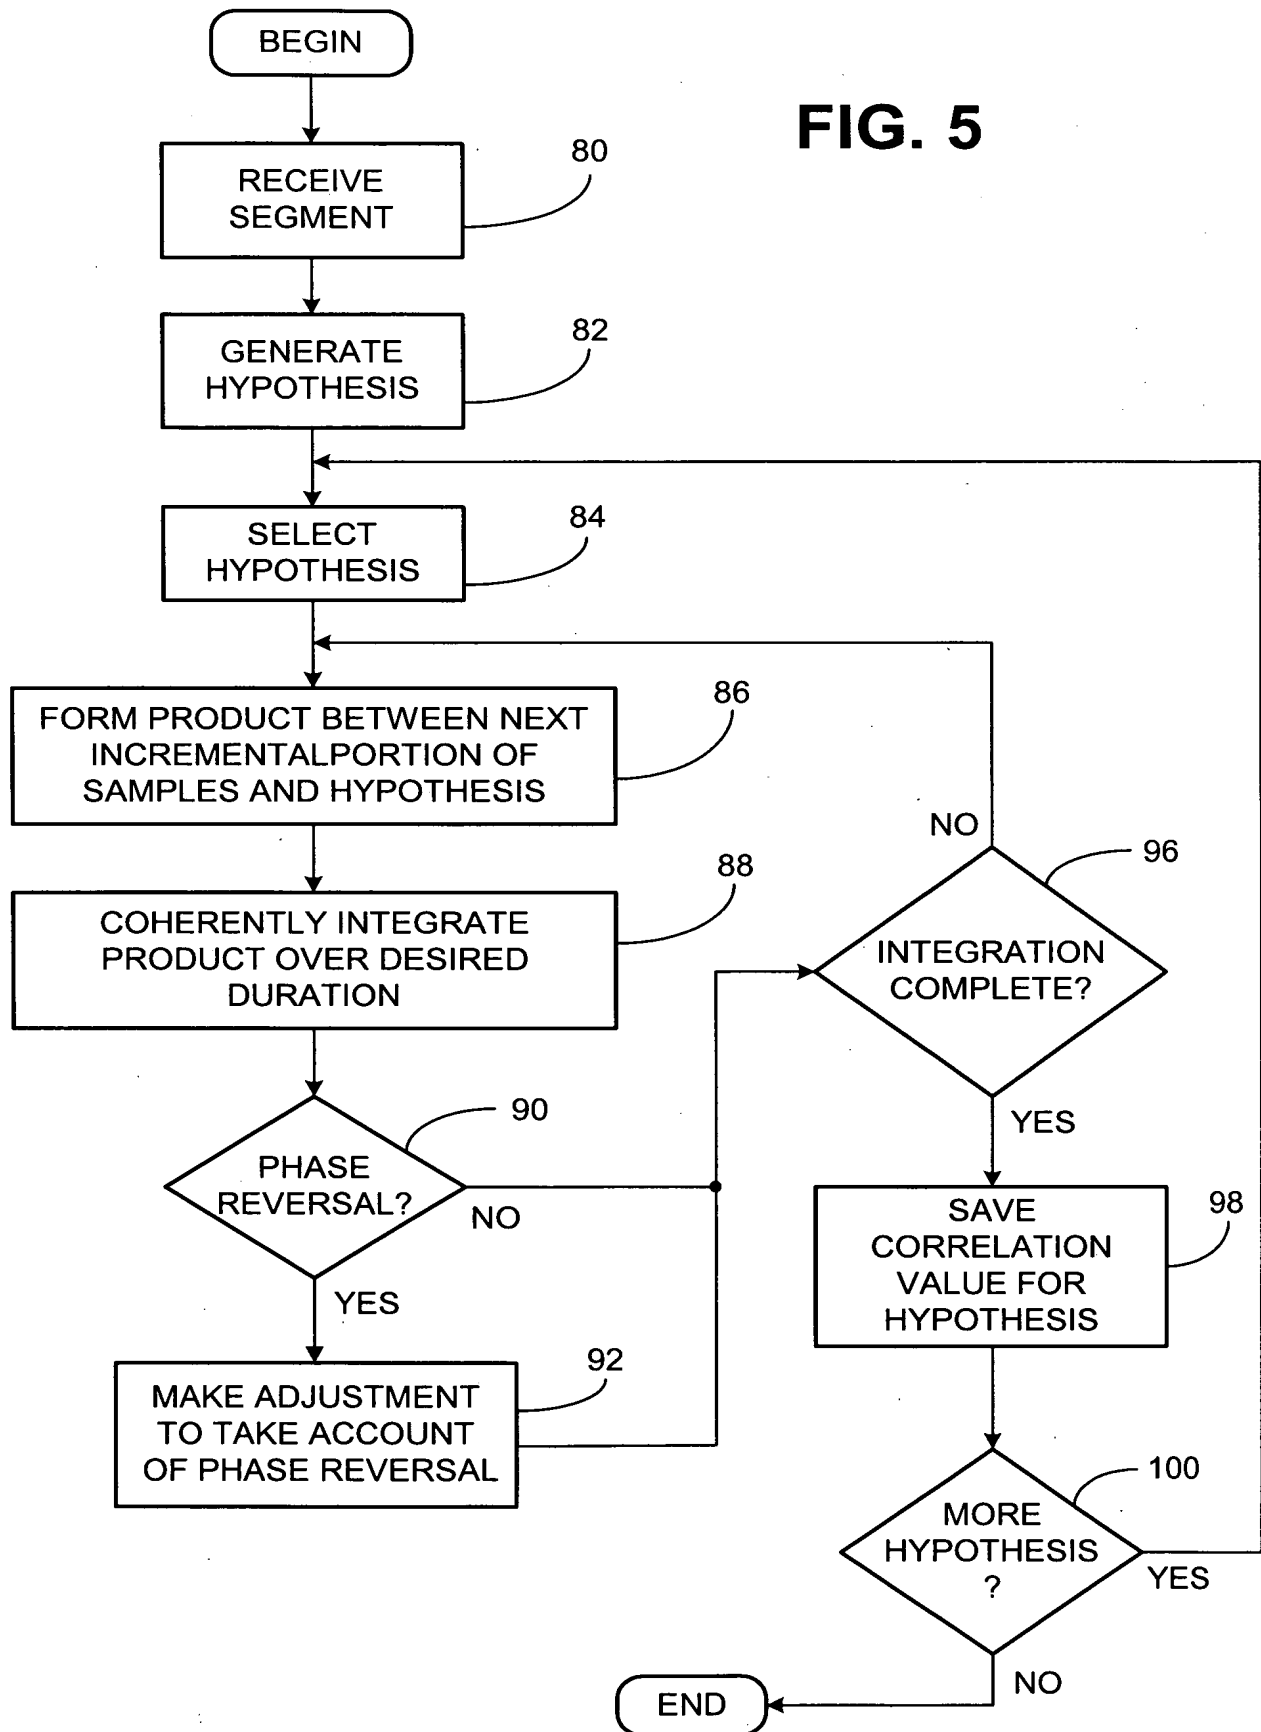 BEGIN
FIG. 5
80
RECEIVE
SEGMENT
82
GENERATE
HYPOTHESIS
84
SELECT
HYPOTHESIS
86
FORM PRODUCT BETWEEN NEXT
INCREMENTALPORTION OF
SAMPLES AND HYPOTHESIS
88
COHERENTLY INTEGRATE
PRODUCT OVER DESIRED
DURATION
90
PHASE
REVERSAL?
NO
YES
92
MAKE ADJUSTMENT
TO TAKE ACCOUNT
OF PHASE REVERSAL
NO
96
INTEGRATION
COMPLETE?
YES
98
SAVE
CORRELATION
VALUE FOR
HYPOTHESIS
100
MORE
HYPOTHESIS
?
YES
NO
END